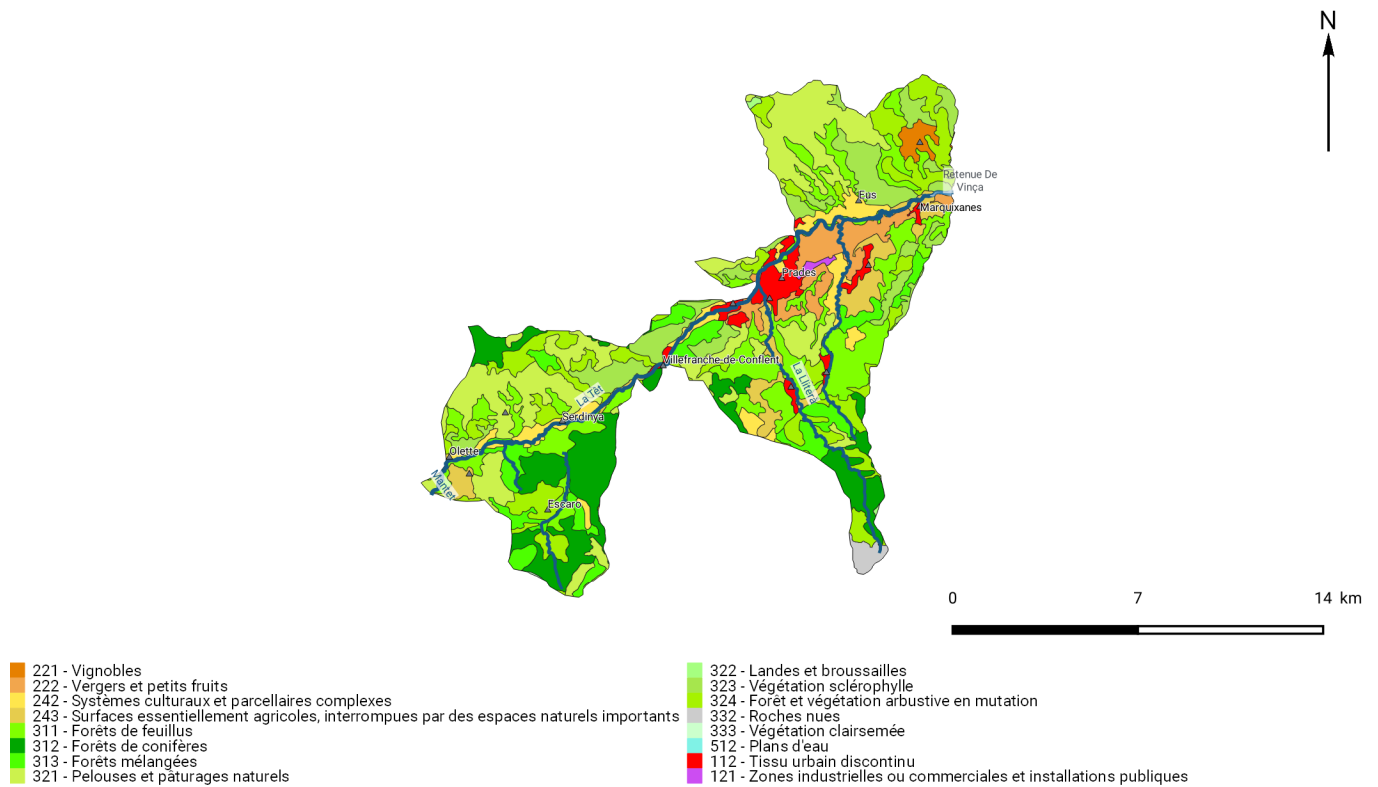 N
Retenue De
Vinça
Eus
Marquixanes
Prades
Villefranche-de-Conflent
La Llitera
La Têt
Serdinya
Olette
Mantet
Escaro
0 7 14 km
221 - Vignobles
222 - Vergers et petits fruits
242 - Systèmes culturaux et parcellaires complexes
243 - Surfaces essentiellement agricoles, interrompues par des espaces naturels importants
311 - Forêts de feuillus
312 - Forêts de conifères
313 - Forêts mélangées
321 - Pelouses et pâturages naturels
322 - Landes et broussailles
323 - Végétation sclérophylle
324 - Forêt et végétation arbustive en mutation
332 - Roches nues
333 - Végétation clairsemée
512 - Plans d'eau
112 - Tissu urbain discontinu
121 - Zones industrielles ou commerciales et installations publiques